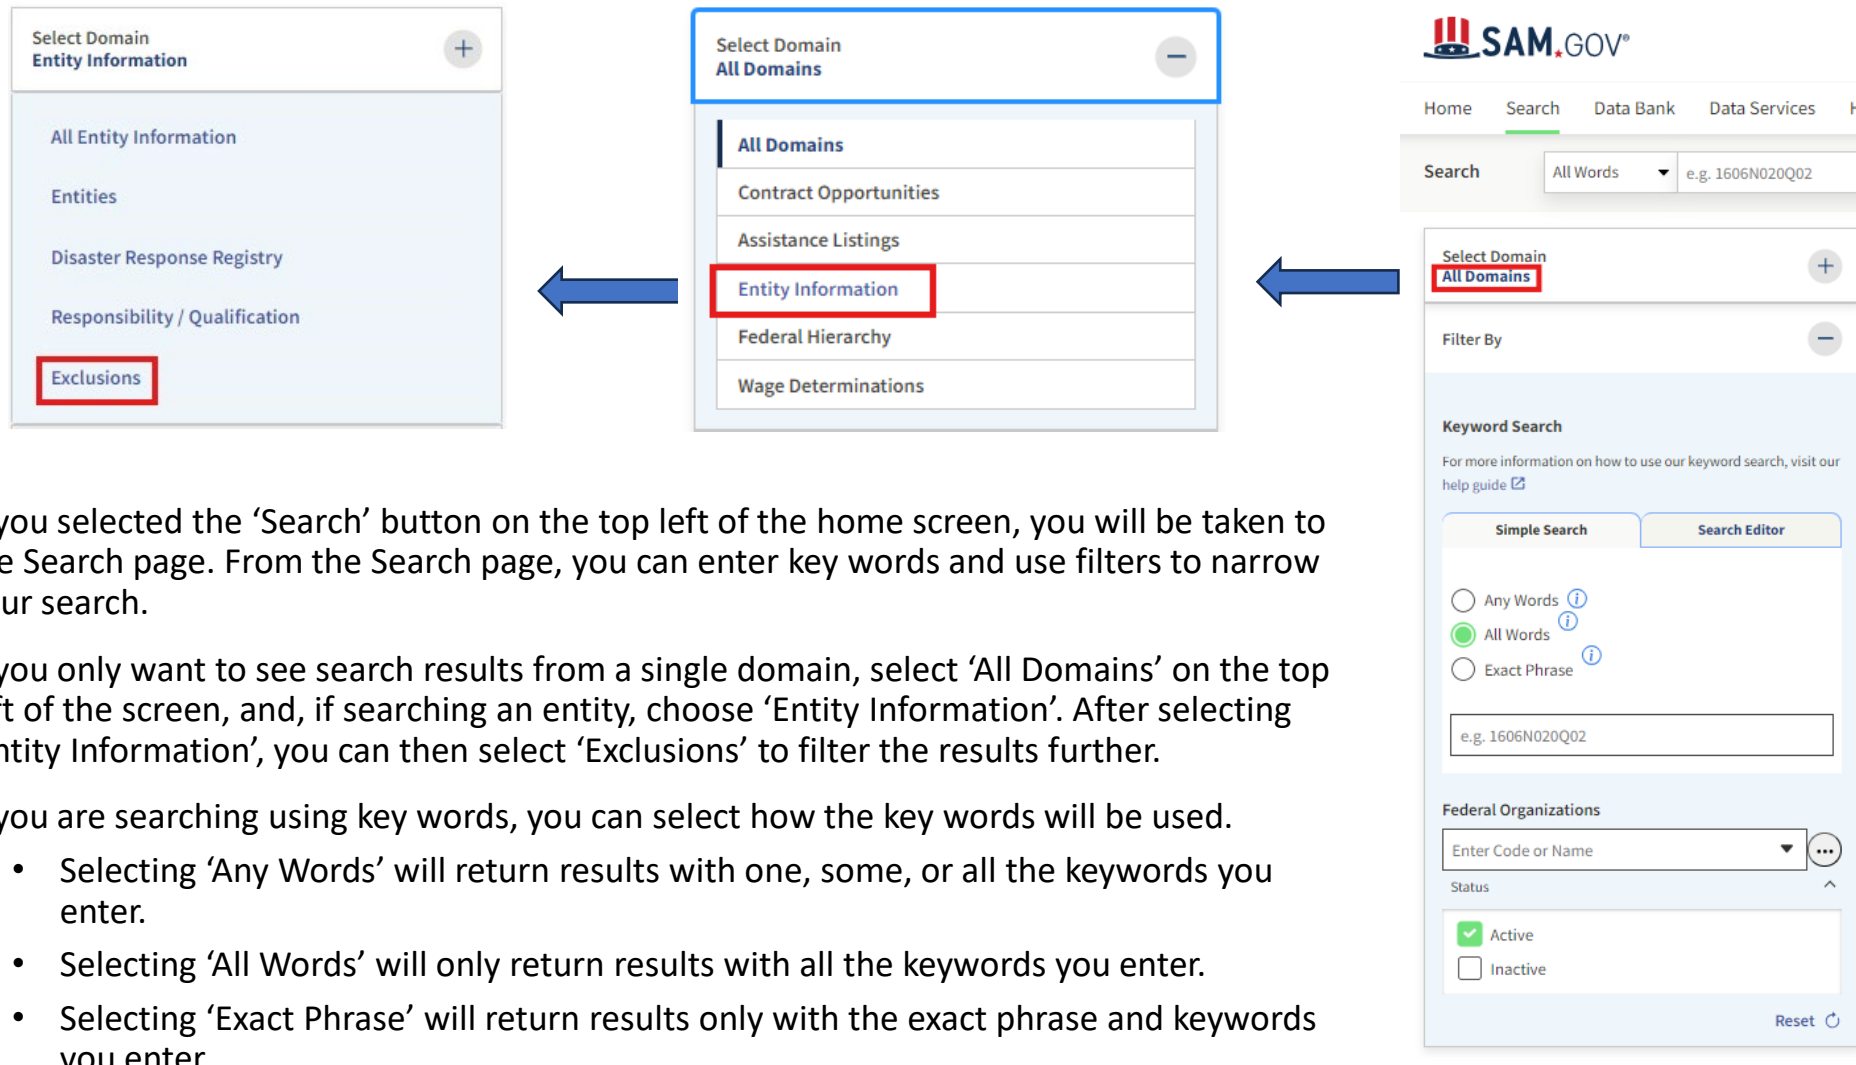 Select Domain
Entity Information
All Entity Information
Entities
Disaster Response Registry
Responsibility / Qualification
Exclusions
Select Domain
All Domains
All Domains
Contract Opportunities
Assistance Listings
Entity Information
Federal Hierarchy
Wage Determinations
SAM.GOV®
Home Search Data Bank Data Services H
Search All Words e.g. 1606N020Q02
Select Domain
All Domains
Filter By
Keyword Search
For more information on how to use our keyword search, visit our
help guide
Simple Search Search Editor
Any Words
All Words
Exact Phrase
e.g. 1606N020Q02
Federal Organizations
Enter Code or Name
Status
Active
Inactive
Reset
you selected the ‘Search’ button on the top left of the home screen, you will be taken to
e Search page. From the Search page, you can enter key words and use filters to narrow
ur search.
you only want to see search results from a single domain, select ‘All Domains’ on the top
ft of the screen, and, if searching an entity, choose ‘Entity Information’. After selecting
ntity Information’, you can then select ‘Exclusions’ to filter the results further.
you are searching using key words, you can select how the key words will be used.
• Selecting ‘Any Words’ will return results with one, some, or all the keywords you
enter.
• Selecting ‘All Words’ will only return results with all the keywords you enter.
• Selecting ‘Exact Phrase’ will return results only with the exact phrase and keywords
you enter